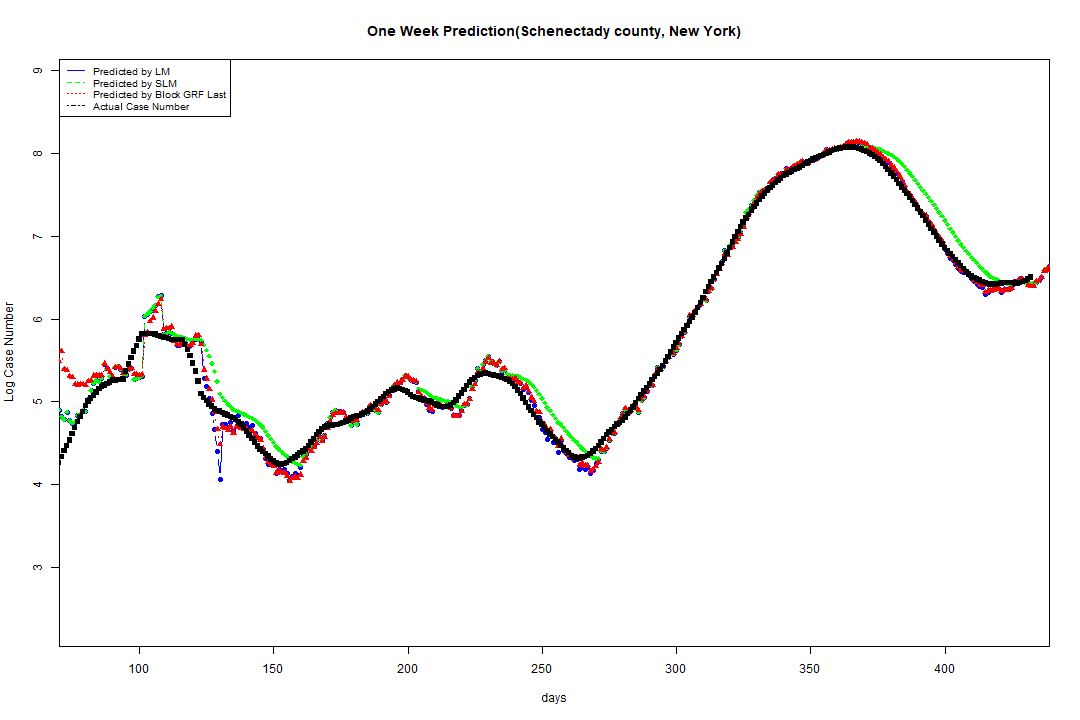 One Week Prediction(Schenectady county, New York)
Predicted by LM
Predicted by SLM
Predicted by Block GRF Last
Actual Case Number
Log Case Number
9
8
7
6
5
4
3
100 150 200 250 300 350 400
days